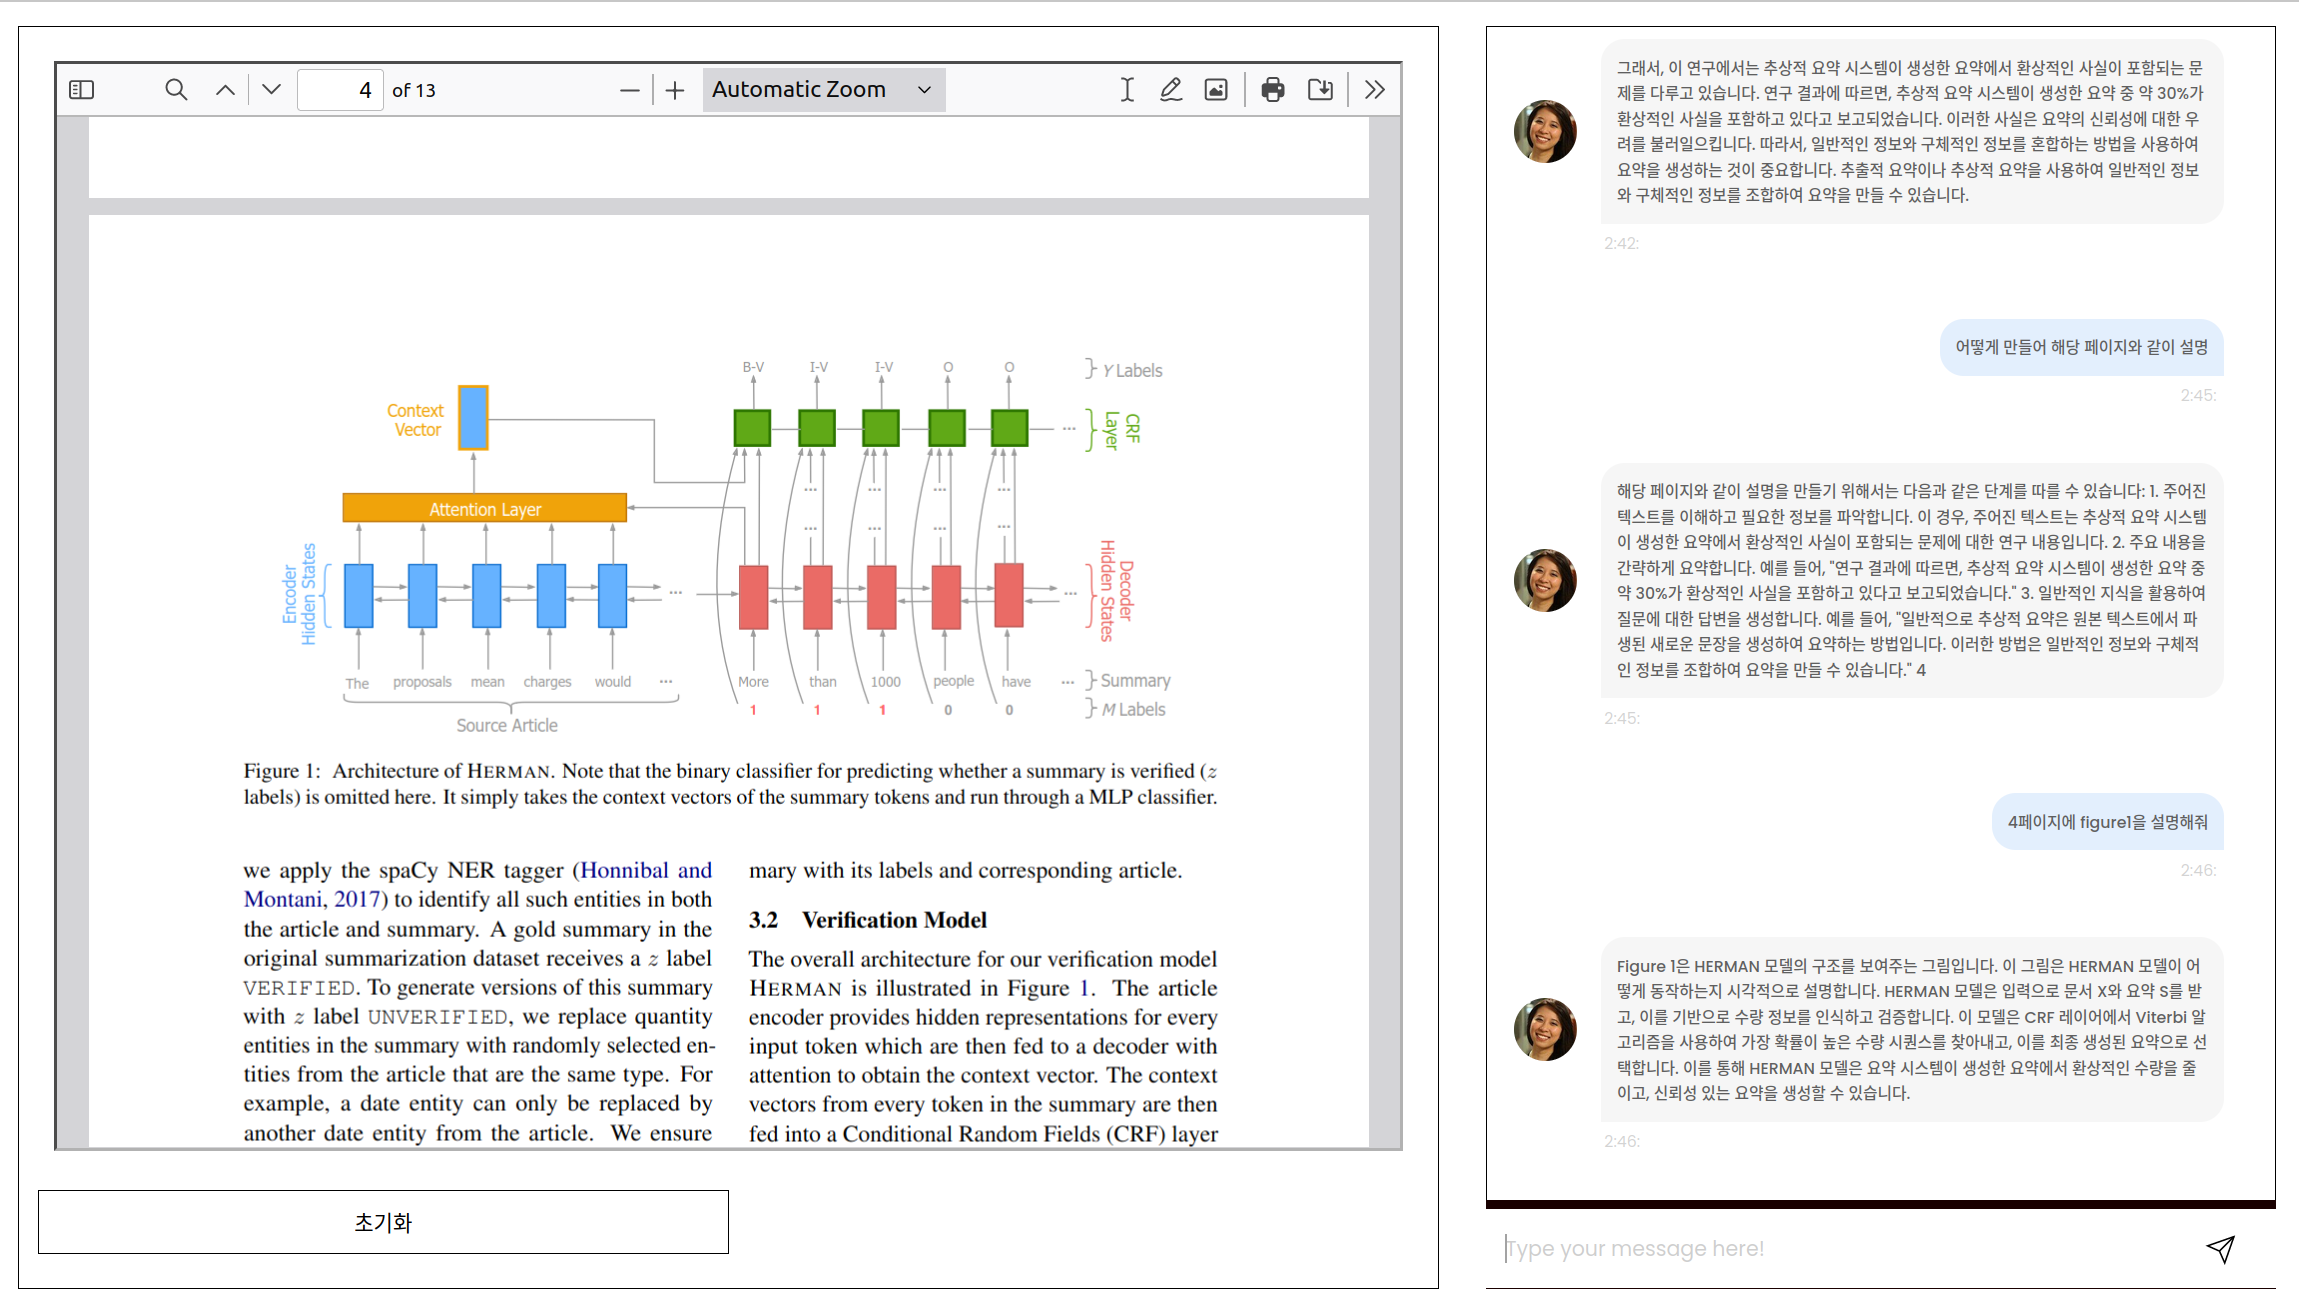 4 of 13
Automatic Zoom
B-V I-V I-V O O Y Labels
Context
Vector
CRF
Layer
...
... ... ... ...
Attention Layer
... ... ... ...
Encoder
Hidden States
...
Decoder
Hidden States
...
The proposals mean charges would ... More than 1000 people have ... Summary
1 1 1 0 0 M Labels
Source Article
Figure 1: Architecture of HERMAN. Note that the binary classifier for predicting whether a summary is verified (z
labels) is omitted here. It simply takes the context vectors of the summary tokens and run through a MLP classifier.
we apply the spaCy NER tagger (Honnibal and
Montani, 2017) to identify all such entities in both
the article and summary. A gold summary in the
original summarization dataset receives a z label
VERIFIED. To generate versions of this summary
with z label UNVERIFIED, we replace quantity
entities in the summary with randomly selected en-
tities from the article that are the same type. For
example, a date entity can only be replaced by
another date entity from the article. We ensure
mary with its labels and corresponding article.
3.2 Verification Model
The overall architecture for our verification model
HERMAN is illustrated in Figure 1. The article
encoder provides hidden representations for every
input token which are then fed to a decoder with
attention to obtain the context vector. The context
vectors from every token in the summary are then
fed into a Conditional Random Fields (CRF) layer
초기화
그래서, 이 연구에서는 추상적 요약 시스템이 생성한 요약에서 환상적인 사실이 포함되는 문
제를 다루고 있습니다. 연구 결과에 따르면, 추상적 요약 시스템이 생성한 요약 중 약 30%가
환상적인 사실을 포함하고 있다고 보고되었습니다. 이러한 사실은 요약의 신뢰성에 대한 우
려를 불러일으킵니다. 따라서, 일반적인 정보와 구체적인 정보를 혼합하는 방법을 사용하여
요약을 생성하는 것이 중요합니다. 추출적 요약이나 추상적 요약을 사용하여 일반적인 정보
와 구체적인 정보를 조합하여 요약을 만들 수 있습니다.
2:42:
어떻게 만들어 해당 페이지와 같이 설명
2:45:
해당 페이지와 같이 설명을 만들기 위해서는 다음과 같은 단계를 따를 수 있습니다: 1. 주어진
텍스트를 이해하고 필요한 정보를 파악합니다. 이 경우, 주어진 텍스트는 추상적 요약 시스템
이 생성한 요약에서 환상적인 사실이 포함되는 문제에 대한 연구 내용입니다. 2. 주요 내용을
간략하게 요약합니다. 예를 들어, "연구 결과에 따르면, 추상적 요약 시스템이 생성한 요약 중
약 30%가 환상적인 사실을 포함하고 있다고 보고되었습니다." 3. 일반적인 지식을 활용하여
질문에 대한 답변을 생성합니다. 예를 들어, "일반적으로 추상적 요약은 원본 텍스트에서 파
생된 새로운 문장을 생성하여 요약하는 방법입니다. 이러한 방법은 일반적인 정보와 구체적
인 정보를 조합하여 요약을 만들 수 있습니다." 4
2:45:
4페이지에 figure1을 설명해줘
2:46:
Figure 1은 HERMAN 모델의 구조를 보여주는 그림입니다. 이 그림은 HERMAN 모델이 어
떻게 동작하는지 시각적으로 설명합니다. HERMAN 모델은 입력으로 문서 X와 요약 S를 받
고, 이를 기반으로 수량 정보를 인식하고 검증합니다. 이 모델은 CRF 레이어에서 Viterbi 알
고리즘을 사용하여 가장 확률이 높은 수량 시퀀스를 찾아내고, 이를 최종 생성된 요약으로 선
택합니다. 이를 통해 HERMAN 모델은 요약 시스템이 생성한 요약에서 환상적인 수량을 줄
이고, 신뢰성 있는 요약을 생성할 수 있습니다.
2:46:
Type your message here!